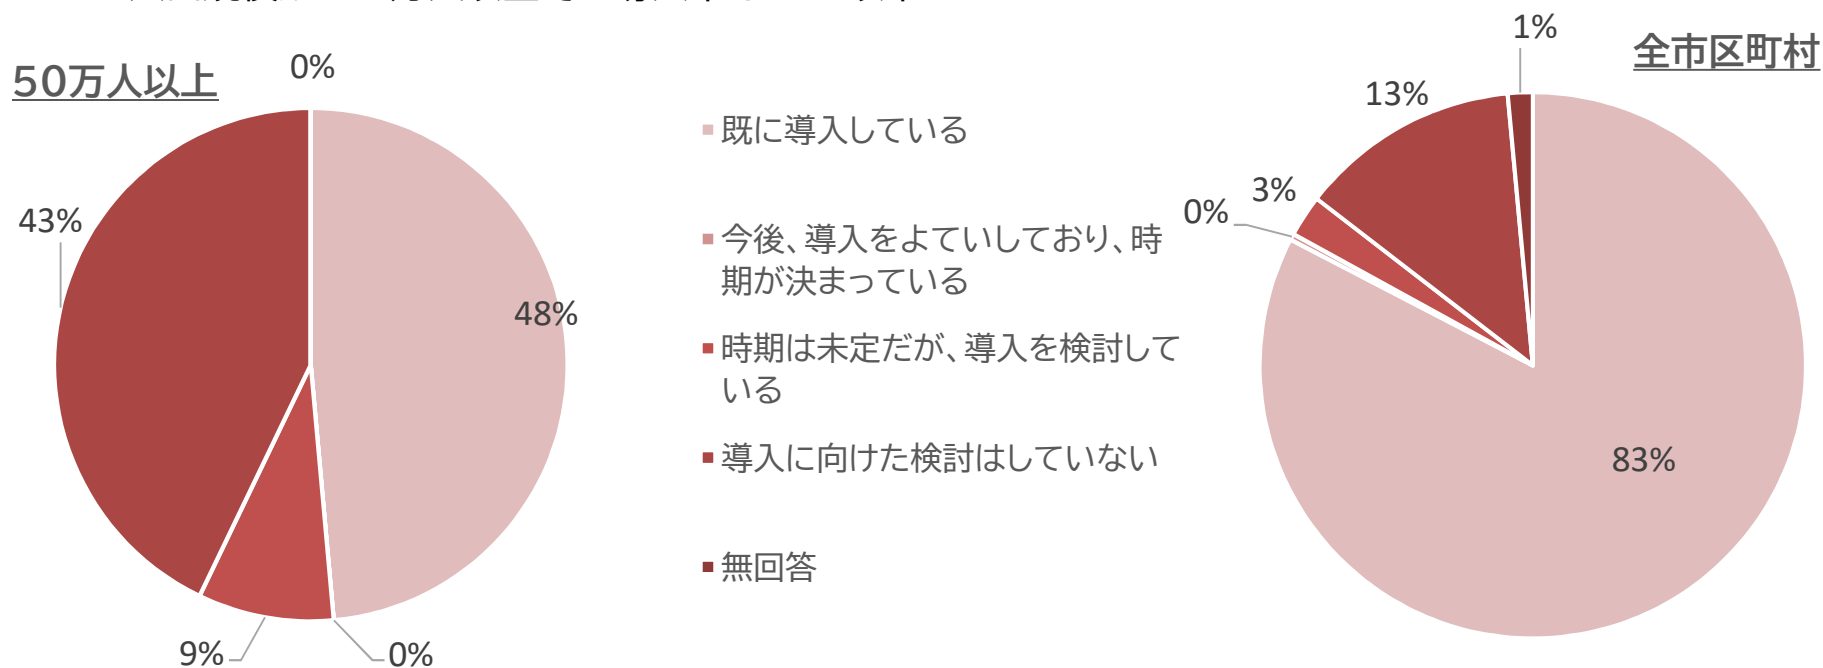 50万人以上
0%
43%
48%
9%
0%
既に導入している
今後、導入をよていしており、時
期が決まっている
時期は未定だが、導入を検討して
いる
導入に向けた検討はしていない
無回答
全市区町村
1%
13%
3%
0%
83%